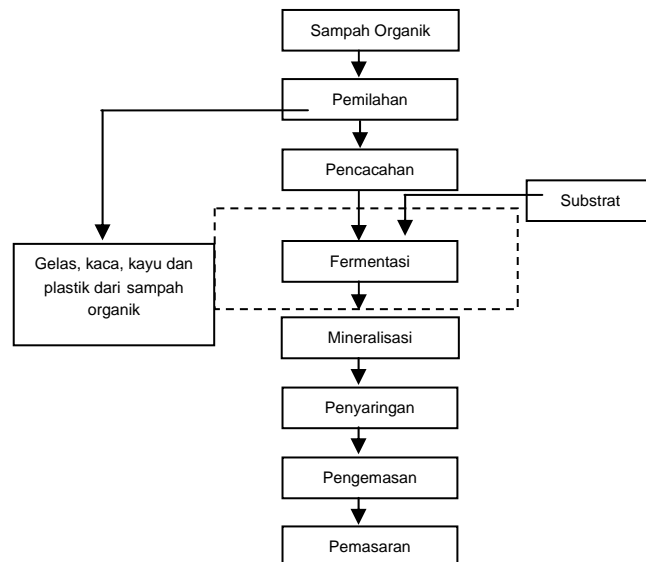 Sampah Organik
Pemilahan
Pencacahan
Substrat
Gelas, kaca, kayu dan
plastik dari sampah
organik
Fermentasi
Mineralisasi
Penyaringan
Pengemasan
Pemasaran